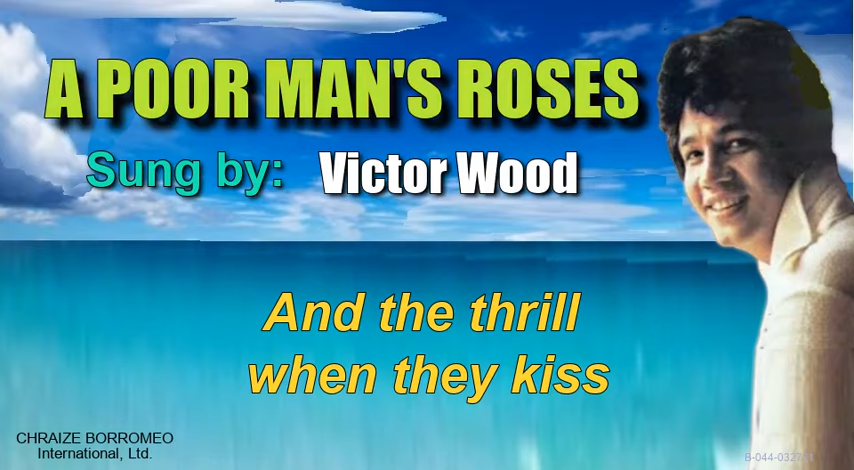 A POOR MAN'S ROSES
Sung by: Victor Wood
And the thrill
when they kiss
CHRAIZE BORROMEO
International, Ltd.